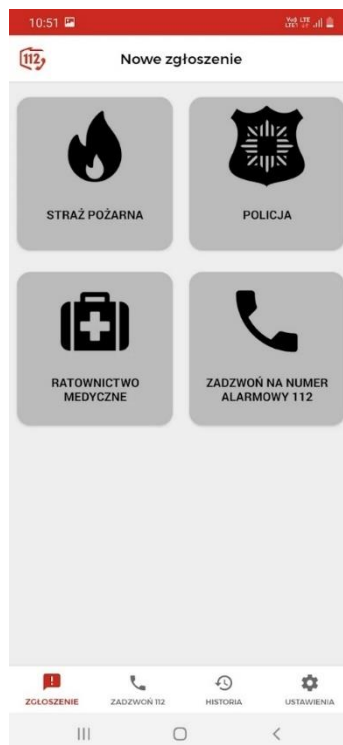 10:51
112
Nowe zgłoszenie
STRAŻ POŻARNA
POLICJA
RATOWNICTWO
MEDYCZNE
ZADZWOŃ NA NUMER
ALARMOWY 112
ZGŁOSZENIE
ZADZWOŃ 112
HISTORIA
USTAWIENIA